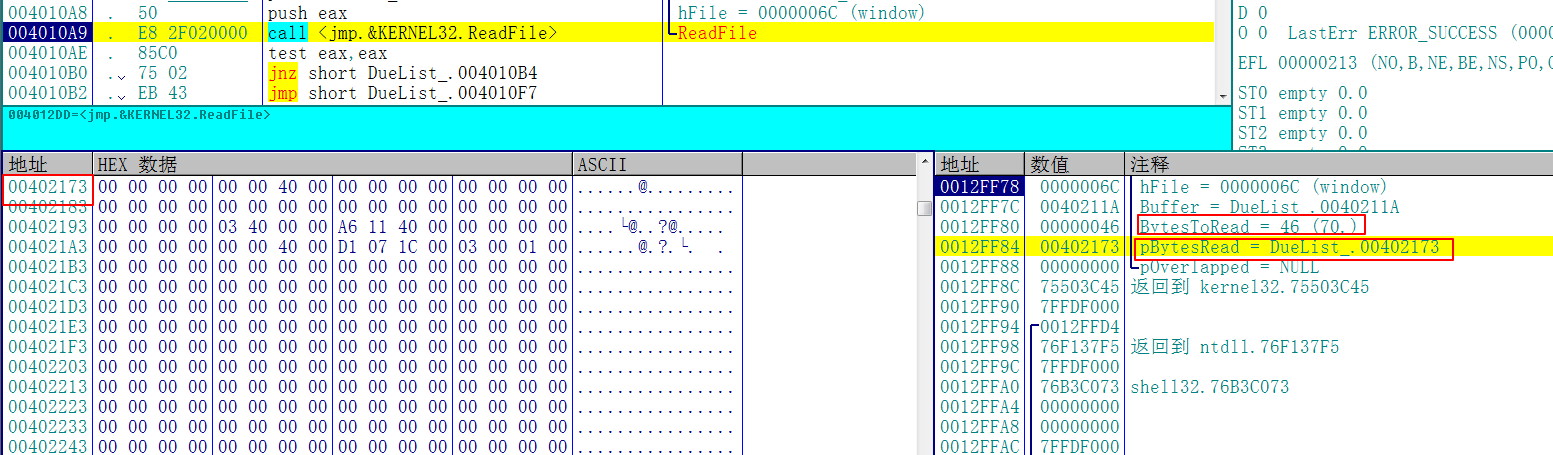 004010A8 . 50 push eax hFile = 0000006C (window)
004010A9 . E8 2F020000 call <jmp.&KERNEL32.ReadFile> ReadFile
004010AE . 85C0 test eax,eax
004010B0 .⌄ 75 02 jnz short DueList_.004010B4
004010B2 .⌄ EB 43 jmp short DueList_.004010F7
D 0
O 0 LastErr ERROR_SUCCESS (0000
EFL 00000213 (NO,B,NE,BE,NS,PO,
ST0 empty 0.0
ST1 empty 0.0
ST2 empty 0.0
004012DD=<jmp.&KERNEL32.ReadFile>
地址 HEX 数据 ASCII
00402173 00 00 00 00 00 00 40 00 00 00 00 00 00 00 00 00 ......@.........
00402183 00 00 00 00 00 00 00 00 00 00 00 00 00 00 00 00 ................
00402193 00 00 00 00 00 03 40 00 A6 11 40 00 00 00 00 00 .....└@.?@.....
004021A3 00 00 00 00 00 00 40 00 D1 07 1C 00 03 00 01 00 ......@.?.└.
004021B3 00 00 00 00 00 00 00 00 00 00 00 00 00 00 00 00 ................
004021C3 00 00 00 00 00 00 00 00 00 00 00 00 00 00 00 00 ................
004021D3 00 00 00 00 00 00 00 00 00 00 00 00 00 00 00 00 ................
004021E3 00 00 00 00 00 00 00 00 00 00 00 00 00 00 00 00 ................
004021F3 00 00 00 00 00 00 00 00 00 00 00 00 00 00 00 00 ................
00402203 00 00 00 00 00 00 00 00 00 00 00 00 00 00 00 00 ................
00402213 00 00 00 00 00 00 00 00 00 00 00 00 00 00 00 00 ................
00402223 00 00 00 00 00 00 00 00 00 00 00 00 00 00 00 00 ................
00402233 00 00 00 00 00 00 00 00 00 00 00 00 00 00 00 00 ................
00402243 00 00 00 00 00 00 00 00 00 00 00 00 00 00 00 00 ................
地址 数值 注释
0012FF78 0000006C hFile = 0000006C (window)
0012FF7C 0040211A Buffer = DueList_.0040211A
0012FF80 00000046 BytesToRead = 46 (70.)
0012FF84 00402173 pBytesRead = DueList_.00402173
0012FF88 00000000 pOverlapped = NULL
0012FF8C 75503C45 返回到 kernel32.75503C45
0012FF90 7FFDF000
0012FF94 0012FFD4
0012FF98 76F137F5 返回到 ntdll.76F137F5
0012FF9C 7FFDF000
0012FFA0 76B3C073 shell32.76B3C073
0012FFA4 00000000
0012FFA8 00000000
0012FFAC 7FFDF000